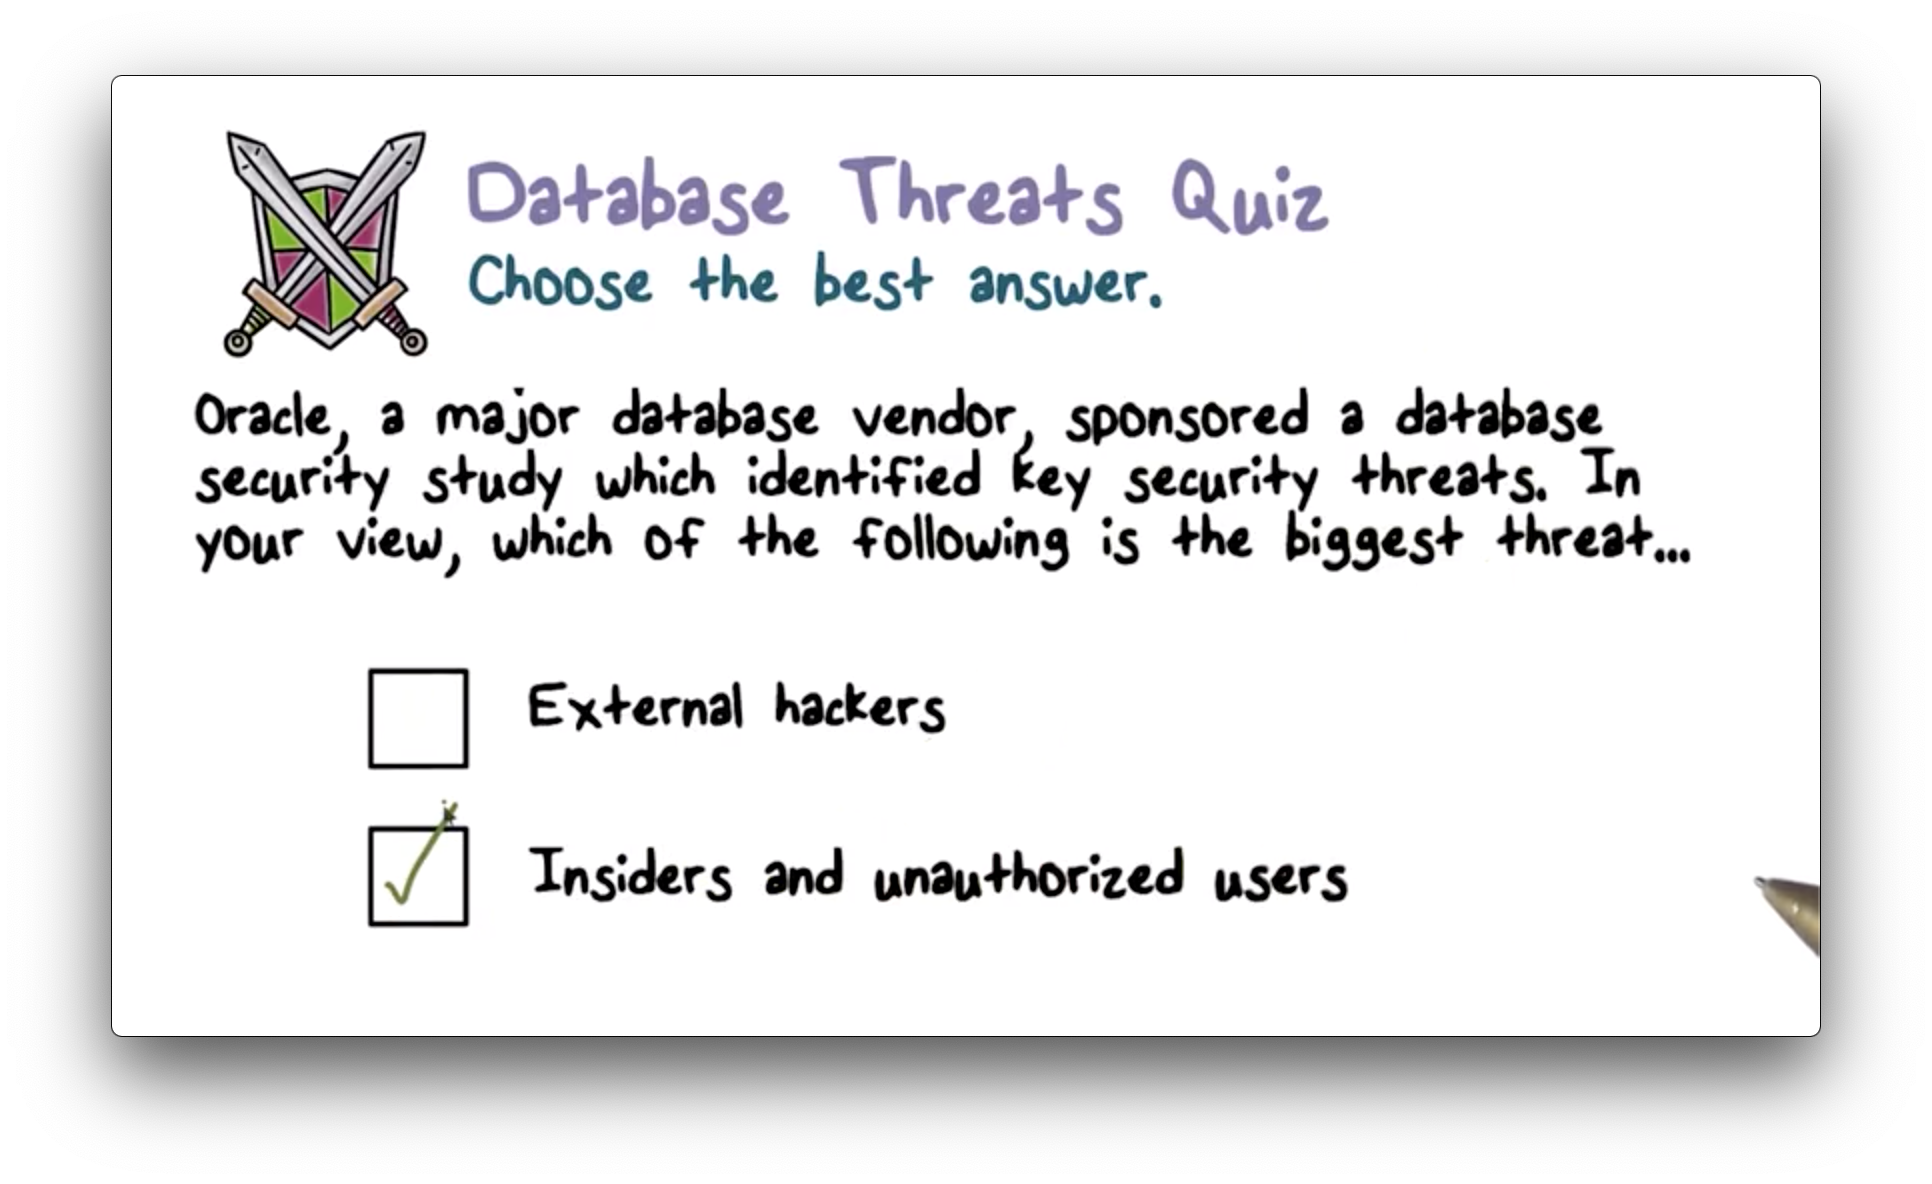 Database Threats Quiz
Choose the best answer.
Oracle, a major database vendor, sponsored a database
security study which identified key security threats. In
your view, which of the following is the biggest threat...
External hackers
Insiders and unauthorized users